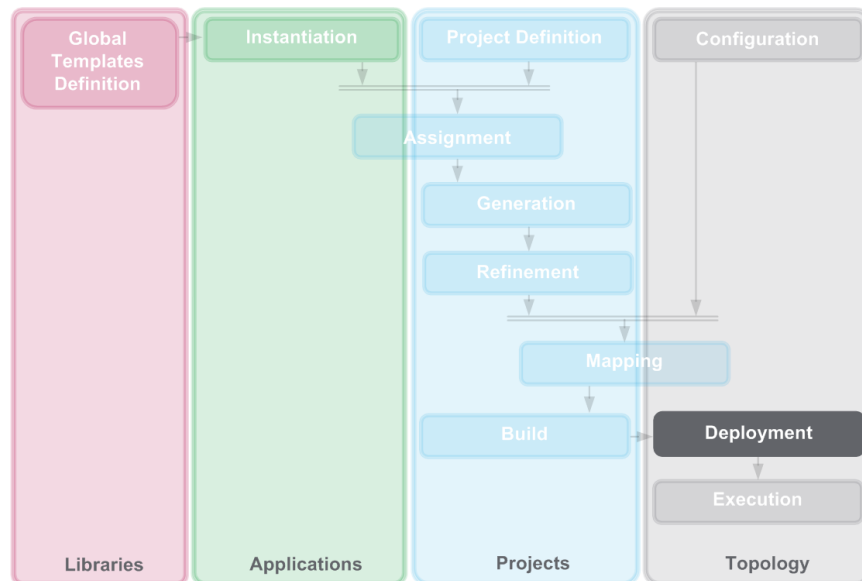 Global
Templates
Definition
Instantiation
Project Definition
Configuration
Assignment
Generation
Refinement
Mapping
Build
Deployment
Execution
Libraries
Applications
Projects
Topology